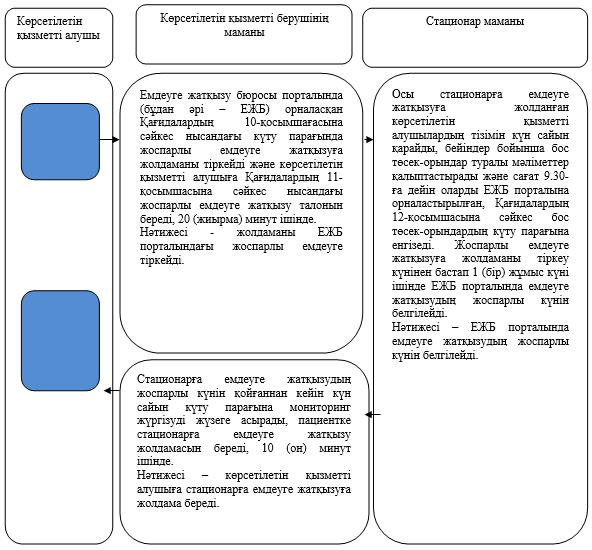 Көрсетілетін
қызметті алушы
Көрсетілетін қызметті берушінің
маманы
Стационар маманы
Емдеуге жатқызу бюросы порталында
(бұдан әрі – ЕЖБ) орналасқан
Қағидалардың 10-қосымшағасына
сәйкес нысандағы күту парағында
жоспарлы емдеуге жатқызуға
жолдаманы тіркейді және көрсетілетін
қызметті алушыға Қағидалардың 11-
қосымшасына сәйкес нысандағы
жоспарлы емдеуге жатқызу талонын
береді, 20 (жиырма) минут ішінде.
Нәтижесі - жолдаманы ЕЖБ
порталындағы жоспарлы емдеуге
тіркейді.
Осы стационарға емдеуге
жатқызуға жолданған
көрсетілетін қызметті
алушылардың тізімін күн сайын
қарайды, бейіндер бойынша бос
төсек-орындар туралы мәліметтер
қалыптастырады және сағат 9.30-
ға дейін оларды ЕЖБ порталына
орналастырылған, Қағидалардың
12-қосымшасына сәйкес бос
төсек-орындардың күту парағына
енгізеді. Жоспарлы емдеуге
жатқызуға жолдаманы тіркеу
күнінен бастап 1 (бір) жұмыс күні
ішінде ЕЖБ порталында емдеуге
жатқызудың жоспарлы күнін
белгілейді.
Нәтижесі – ЕЖБ порталында
емдеуге жатқызудың жоспарлы
күнін белгілейді.
Стационарға емдеуге жатқызудың
жоспарлы күнін қойғаннан кейін күн
сайын күту парағына мониторинг
жүргізуді жүзеге асырады, пациентке
стационарға емдеуге жатқызу
жолдамасын береді, 10 (он) минут
ішінде.
Нәтижесі – көрсетілетін қызметті
алушыға стационарға емдеуге жатқызуға
жолдама береді.